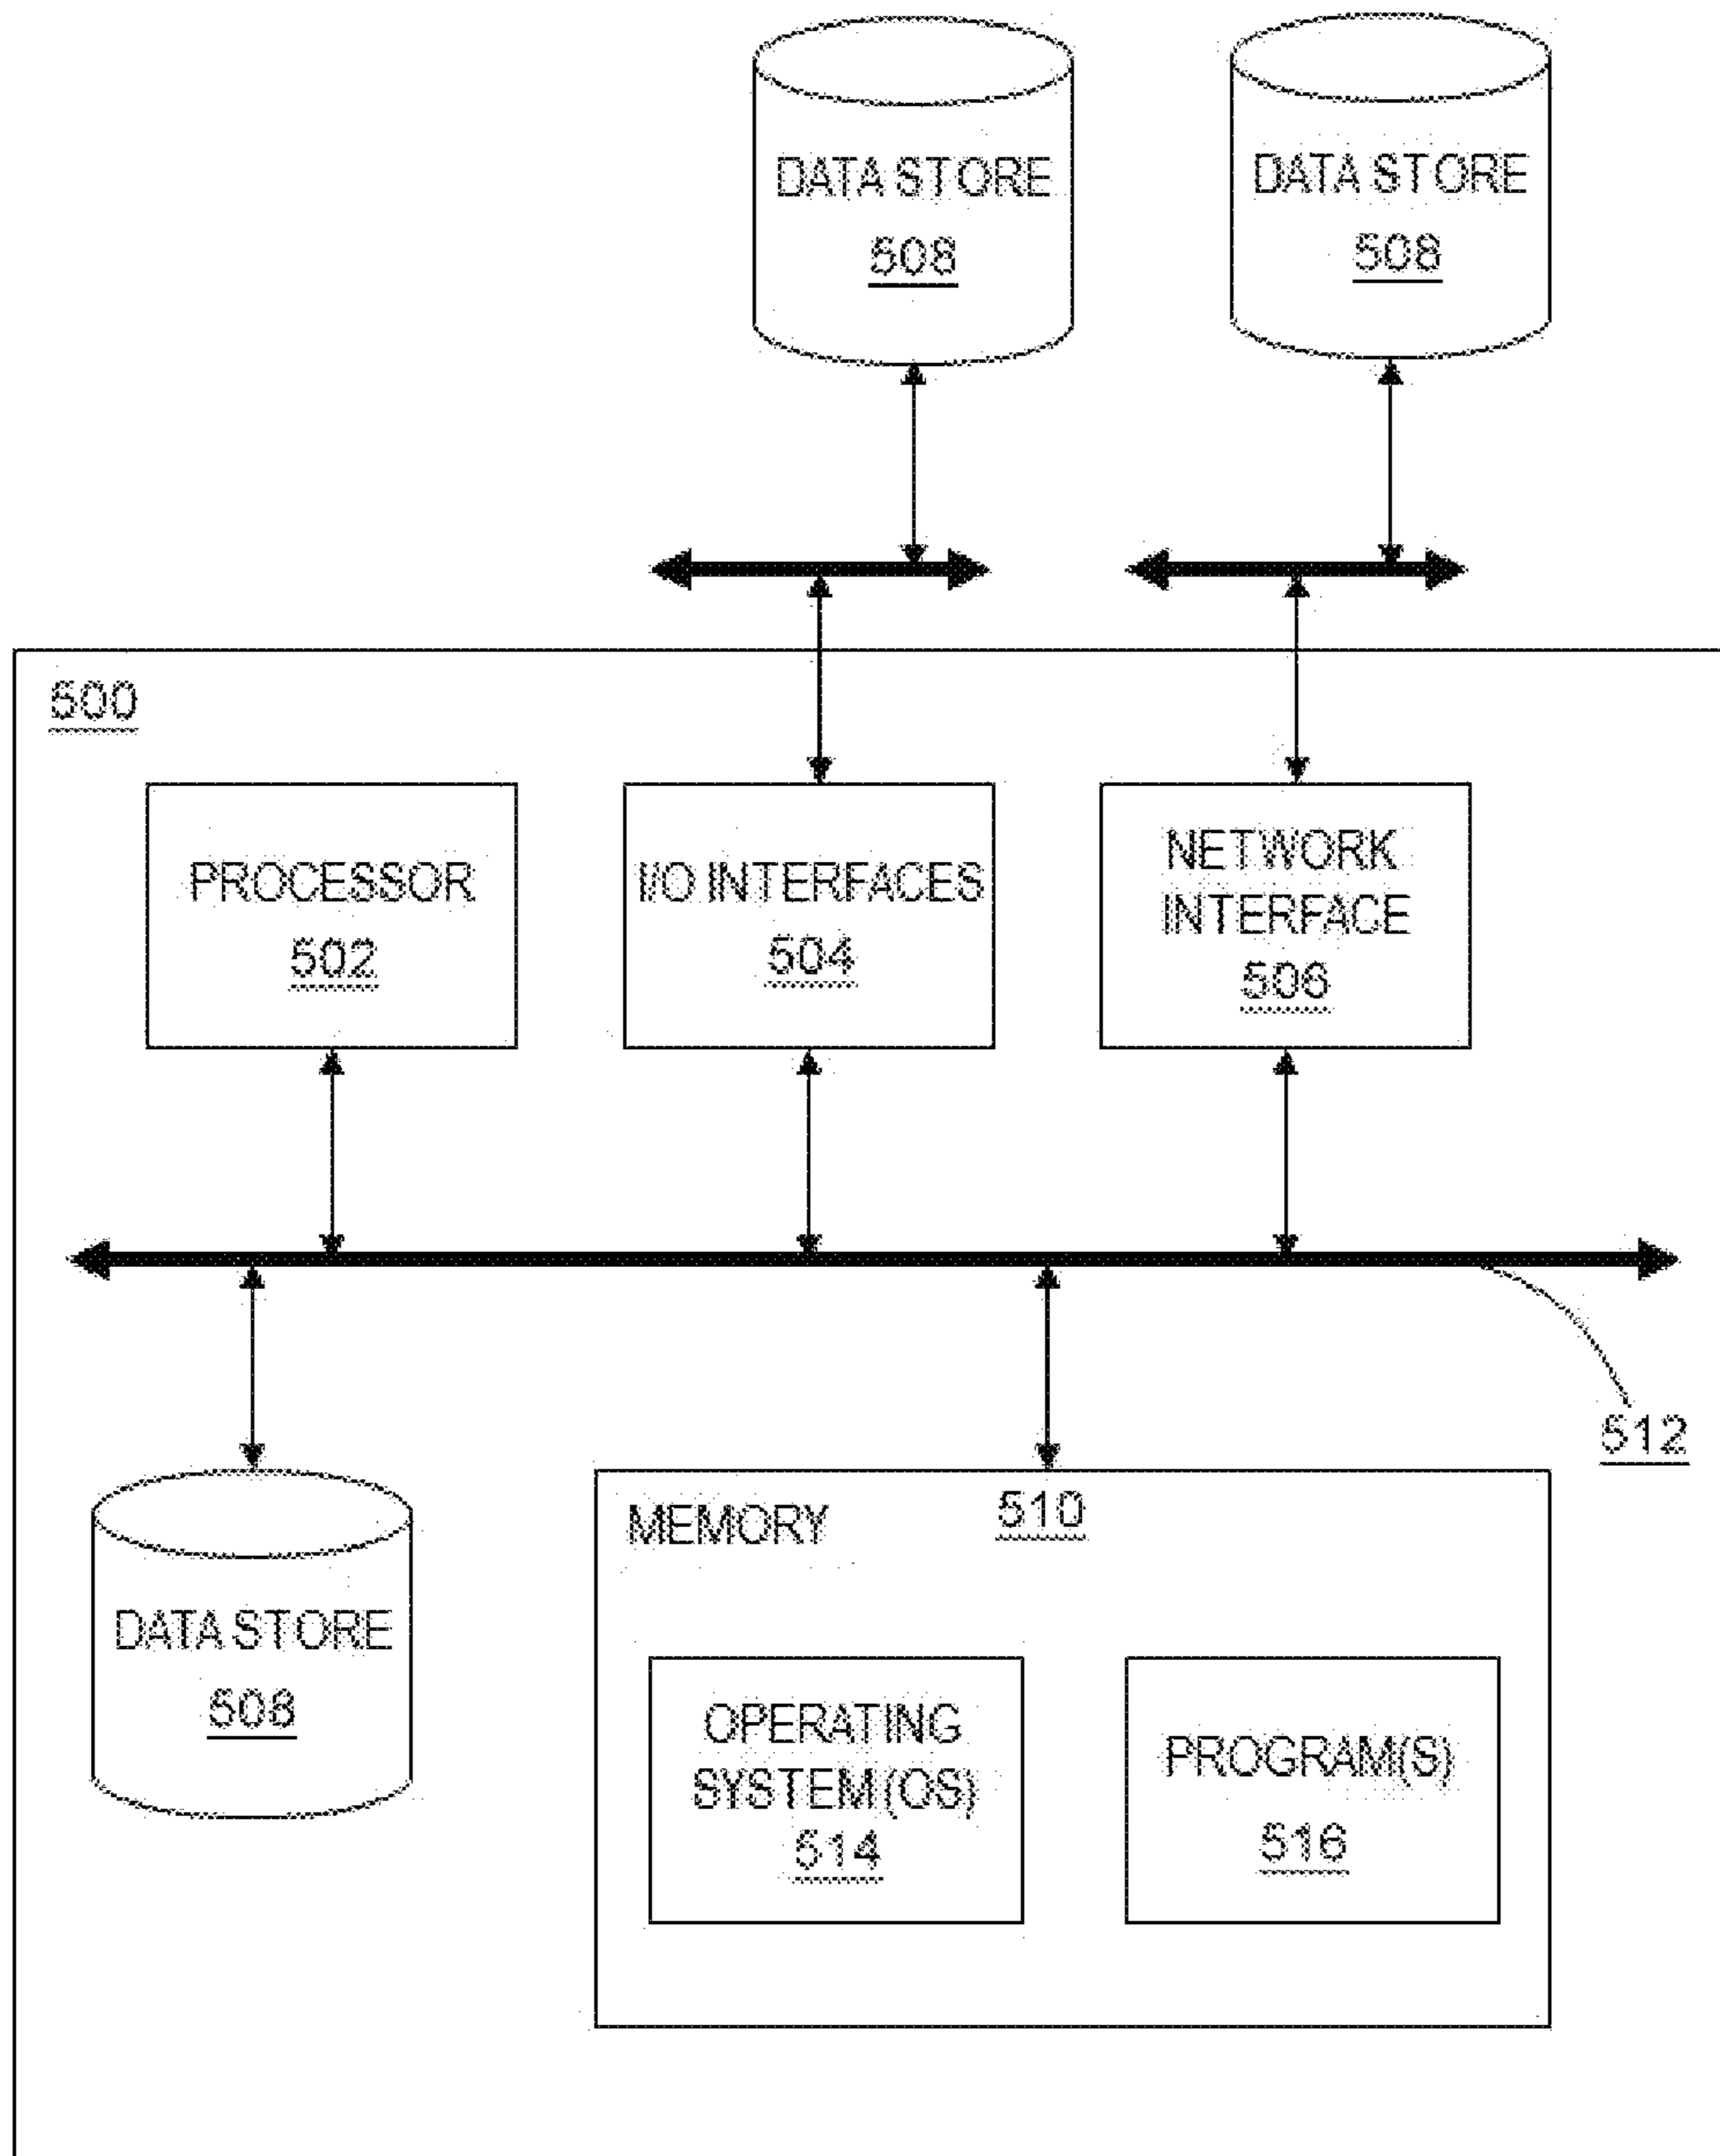 DATA STORE
508
DATA STORE
508
500
PROCESSOR
502
I/O INTERFACES
504
NETWORK
INTERFACE
506
512
DATA STORE
508
MEMORY
510
OPERATING
SYSTEM (OS)
514
PROGRAM(S)
516